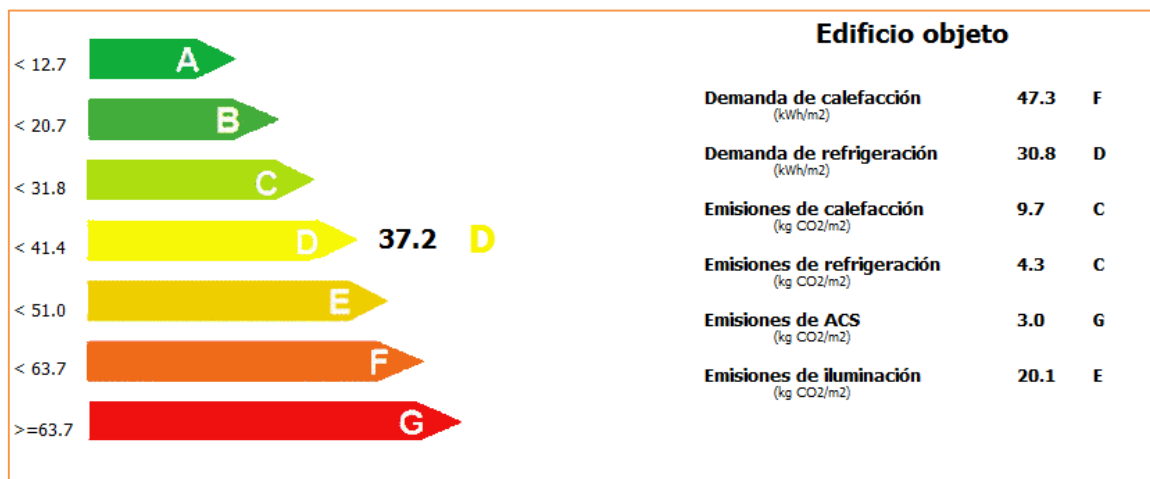 Edificio objeto
< 12.7 A
< 20.7 B
< 31.8 C
< 41.4 D 37.2 D
< 51.0 E
< 63.7 F
>=63.7 G
Demanda de calefacción 47.3 F
(kWh/m2)
Demanda de refrigeración 30.8 D
(kWh/m2)
Emisiones de calefacción 9.7 C
(kg CO2/m2)
Emisiones de refrigeración 4.3 C
(kg CO2/m2)
Emisiones de ACS 3.0 G
(kg CO2/m2)
Emisiones de iluminación 20.1 E
(kg CO2/m2)